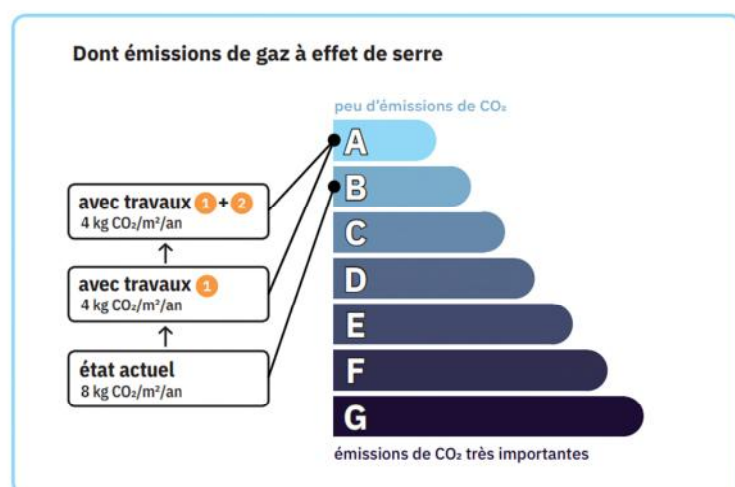 Dont émissions de gaz à effet de serre
peu d'émissions de CO₂
A
B
C
D
E
F
G
émissions de CO₂ très importantes
avec travaux 1 + 2
4 kg CO₂/m²/an
avec travaux 1
4 kg CO₂/m²/an
état actuel
8 kg CO₂/m²/an